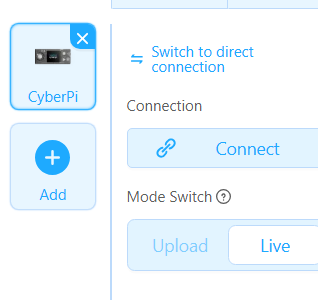 CyberPi
Add
Switch to direct
connection
Connection
Connect
Mode Switch
Upload
Live